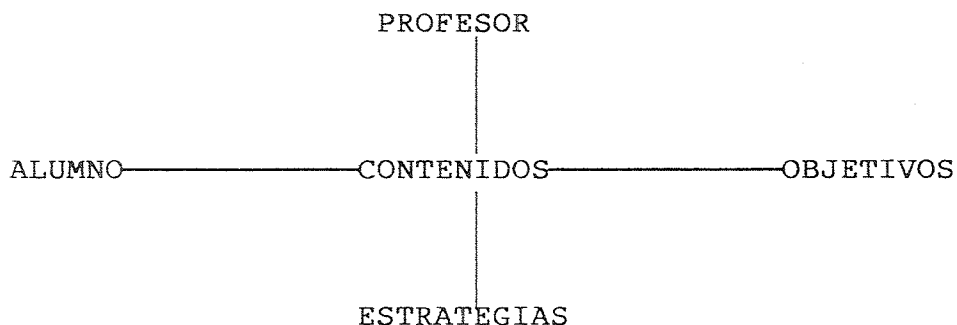 PROFESOR
ALUMNO CONTENIDOS OBJETIVOS
ESTRATEGIAS